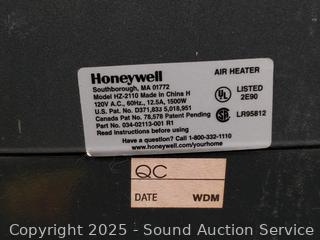 Honeywell
AIR HEATER
Southborough, MA 01772
Model HZ-2110 Made in China H
120V A.C., 60Hz, 12.5A, 1500W
U.S. Pat. No. D371,833 5,018,951
Canada Pat. No. 78,578 Patent Pending
Part No. 034-02113-001 R1
Read instructions before using
UL LISTED
2E90
LR95812
Have a question? Call 1-800-332-1110
www.honeywell.com/yourhome
QC
DATE WDM
Copyright 2025 - Sound Auction Service